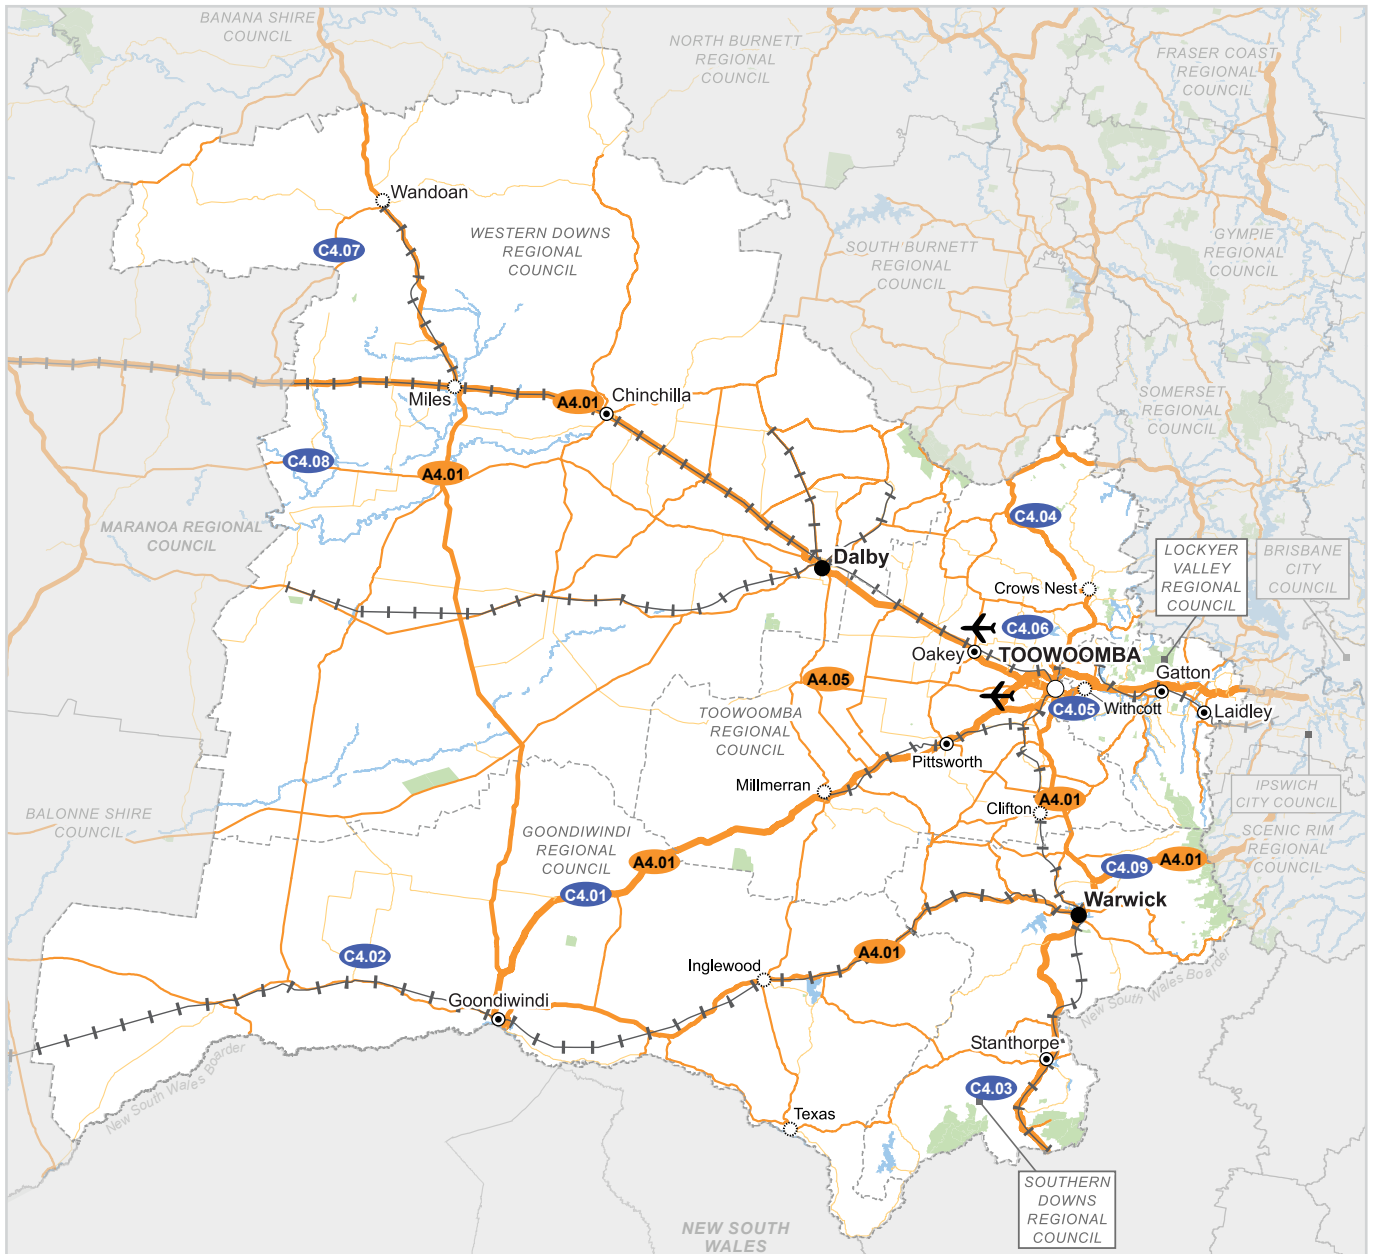 BANANA SHIRE
COUNCIL
NORTH BURNETT
REGIONAL
COUNCIL
FRASER COAST
REGIONAL
COUNCIL
Wandoan
C4.07
WESTERN DOWNS
REGIONAL
COUNCIL
SOUTH BURNETT
REGIONAL
COUNCIL
GYMPIE
REGIONAL
COUNCIL
Miles
A4.01
Chinchilla
SOMERSET
REGIONAL
COUNCIL
C4.08
A4.01
MARANOA REGIONAL
COUNCIL
C4.04
Dalby
LOCKYER
VALLEY
REGIONAL
COUNCIL
BRISBANE
CITY
COUNCIL
Crows Nest
C4.06
Oakey
TOOWOOMBA
Gatton
A4.05
C4.05
Withcott
Laidley
TOOWOOMBA
REGIONAL
COUNCIL
Pittsworth
Millmerran
IPSWICH
CITY COUNCIL
Clifton
A4.01
BALONNE SHIRE
COUNCIL
GOONDIWINDI
REGIONAL
COUNCIL
SCENIC RIM
REGIONAL
COUNCIL
A4.01
C4.09
A4.01
C4.01
Warwick
C4.02
A4.01
Inglewood
New South Wales Boarder
Goondiwindi
Stanthorpe
New South Wales Boarder
C4.03
Texas
SOUTHERN
DOWNS
REGIONAL
COUNCIL
NEW SOUTH
WALES